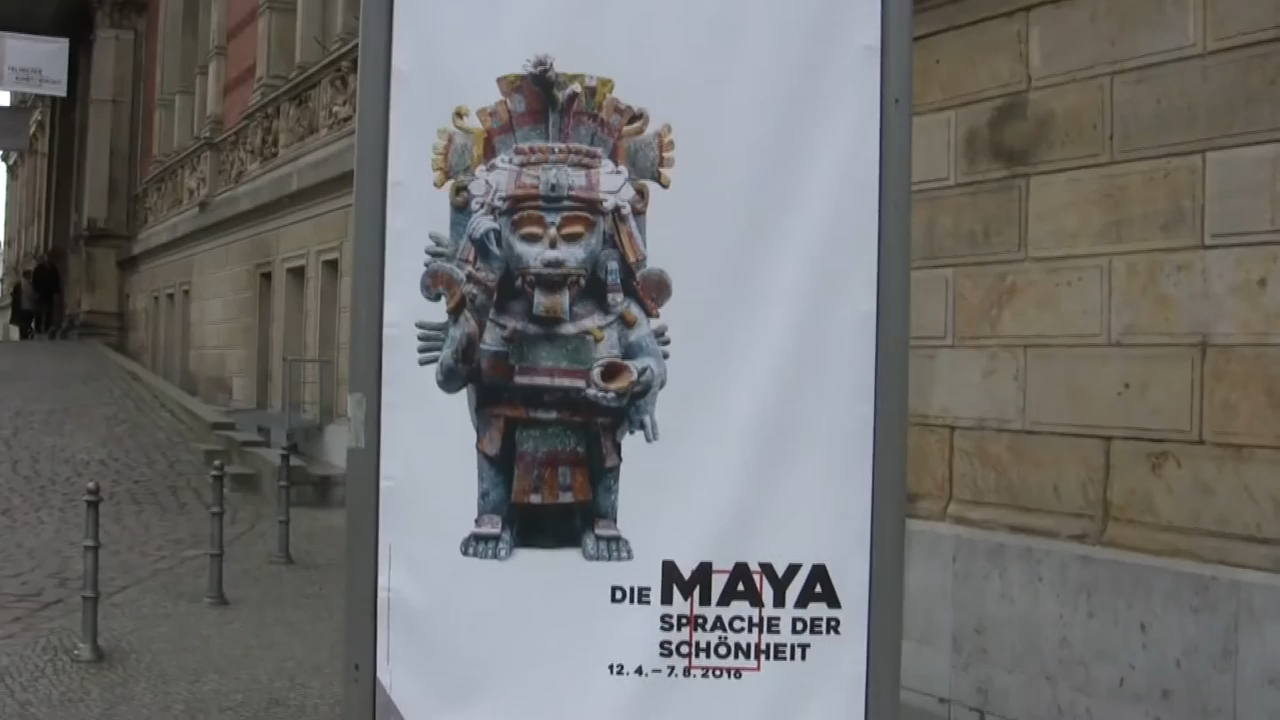 DIE MAYA
SPRACHE DER
SCHÖNHEIT
12. 4. – 7. 8. 2016